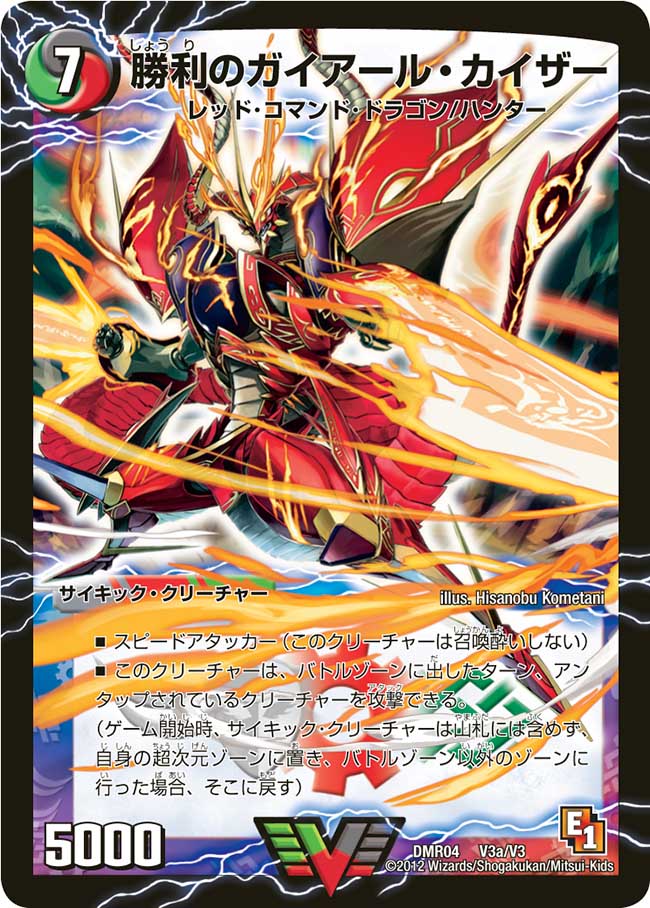 7
しょうり
勝利のガイアール・カイザー
レッド・コマンド・ドラゴン/ハンター
サイキック・クリーチャー
illus. Hisanobu Kometani
■ スピードアタッカー（このクリーチャーは召喚酔いしない）
■ このクリーチャーは、バトルゾーンに出したターン、アン
タップされているクリーチャーを攻撃できる。
（ゲーム開始時、サイキック・クリーチャーは山札には含めず、
自身の超次元ゾーンに置き、バトルゾーン以外のゾーンに
行った場合、そこに戻す）
5000
V
E1
DMR04 V3a/V3
©2012 Wizards/Shogakukan/Mitsui-Kids